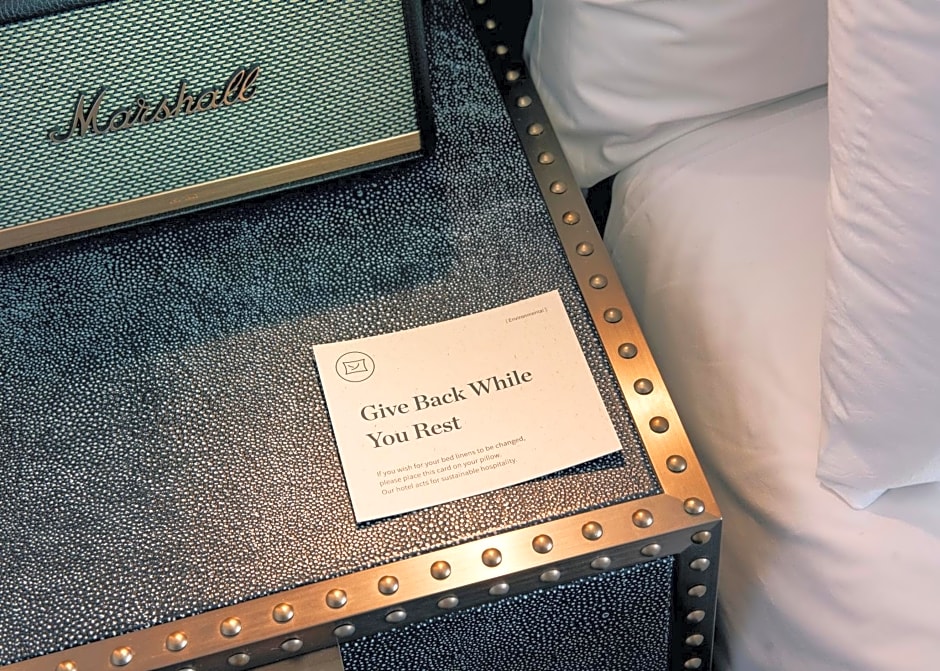 Marshall
[ Environmental ]
Give Back While
You Rest
If you wish for your bed linens to be changed,
please place this card on your pillow.
Our hotel acts for sustainable hospitality.